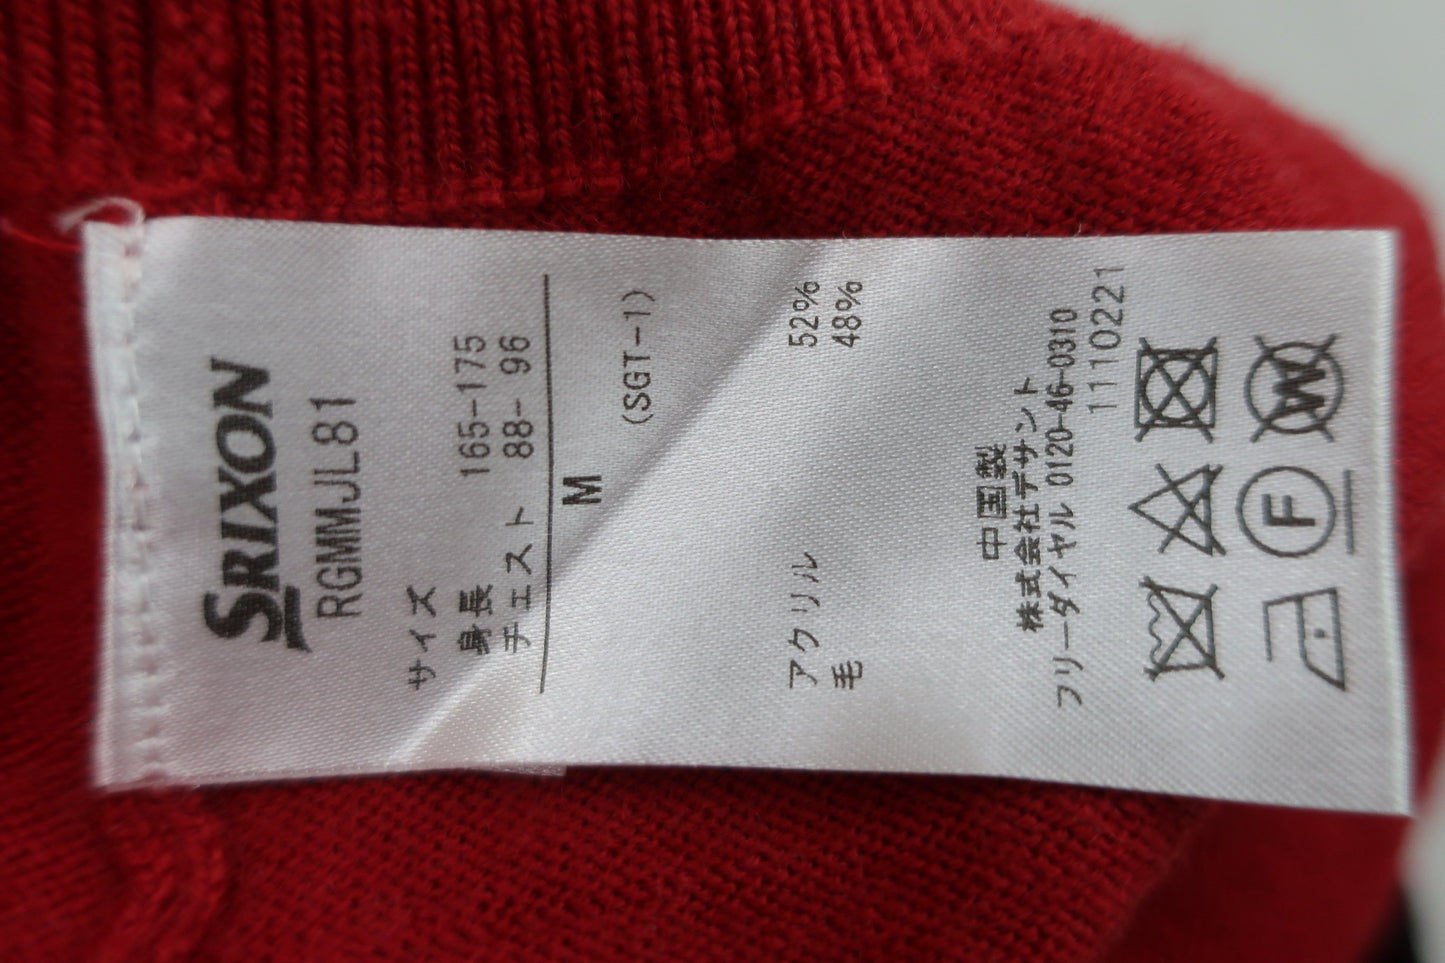 SRIXON
RGMMJL81
サイズ
身長 165-175
チェスト 88- 96
M
(SGT-1)
アクリル 52%
毛 48%
中国製
株式会社デサント
フリーダイヤル 0120-46-0310
1110221
F
W